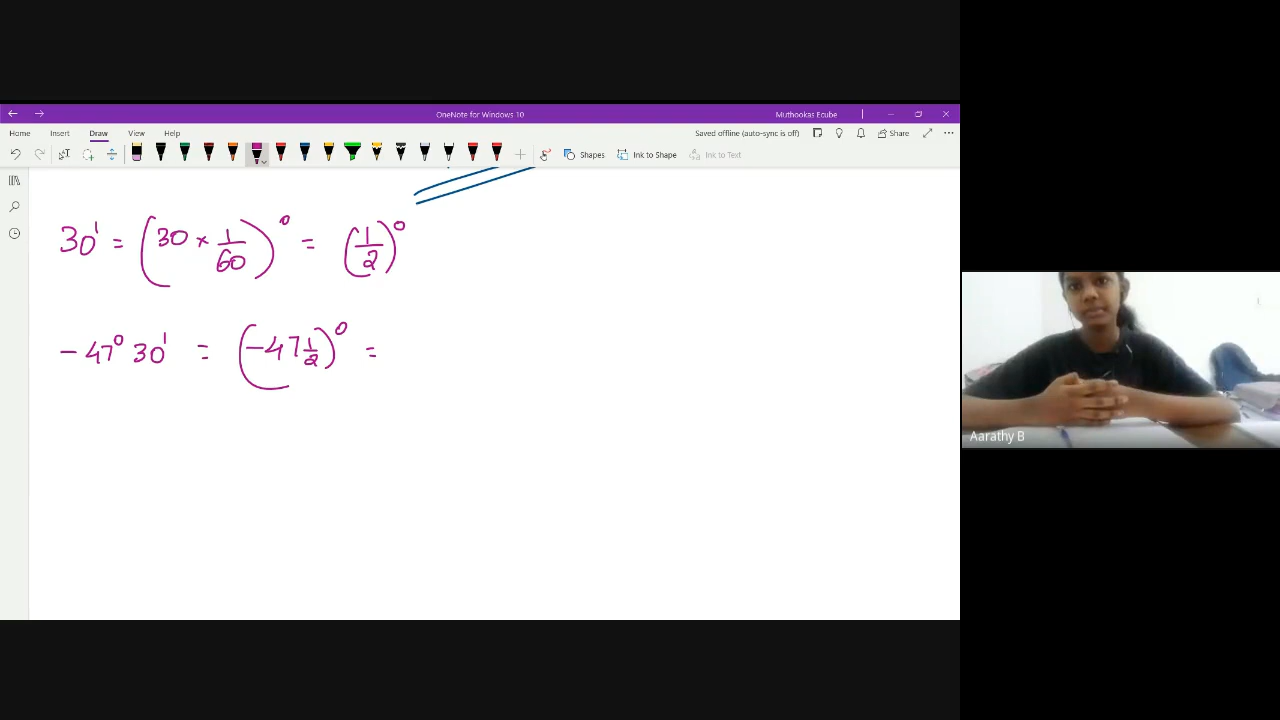 OneNote for Windows 10
Muthookas Ecube
Home Insert Draw View Help
Saved offline (auto-sync is off)
Share
Shapes
Ink to Shape
Ink to Text
30' = (30 × 1/60)° = (1/2)°
-47° 30' = (-47 1/2)° =
Aarathy B